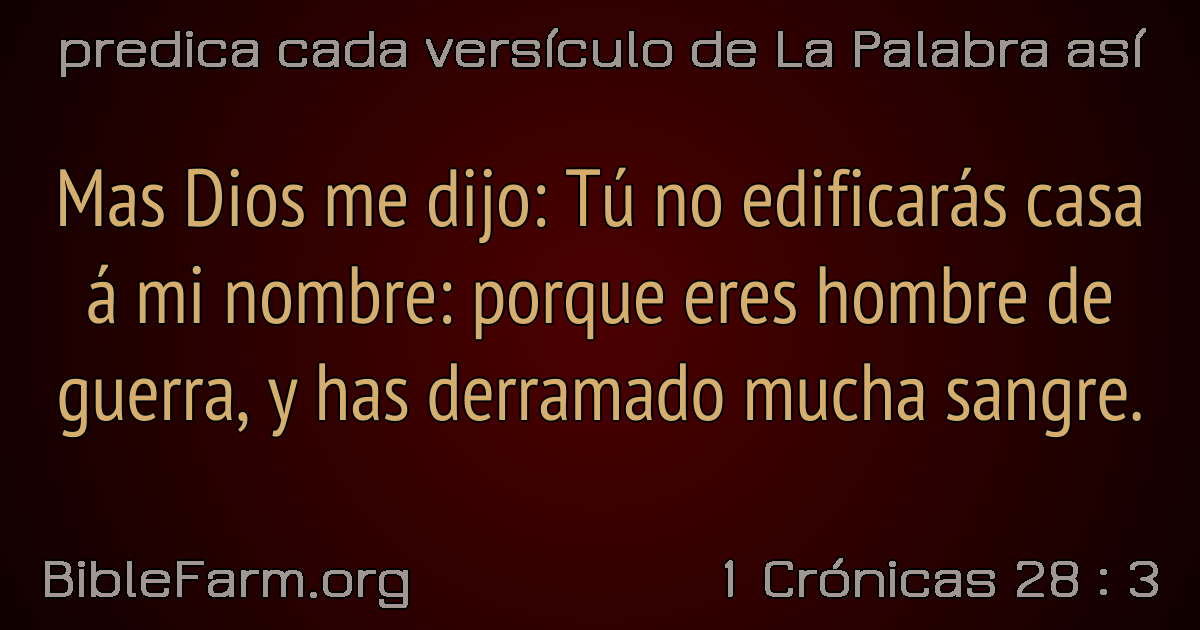 predica cada versículo de La Palabra así
Mas Dios me dijo: Tú no edificarás casa
á mi nombre: porque eres hombre de
guerra, y has derramado mucha sangre.
BibleFarm.org
1 Crónicas 28 : 3